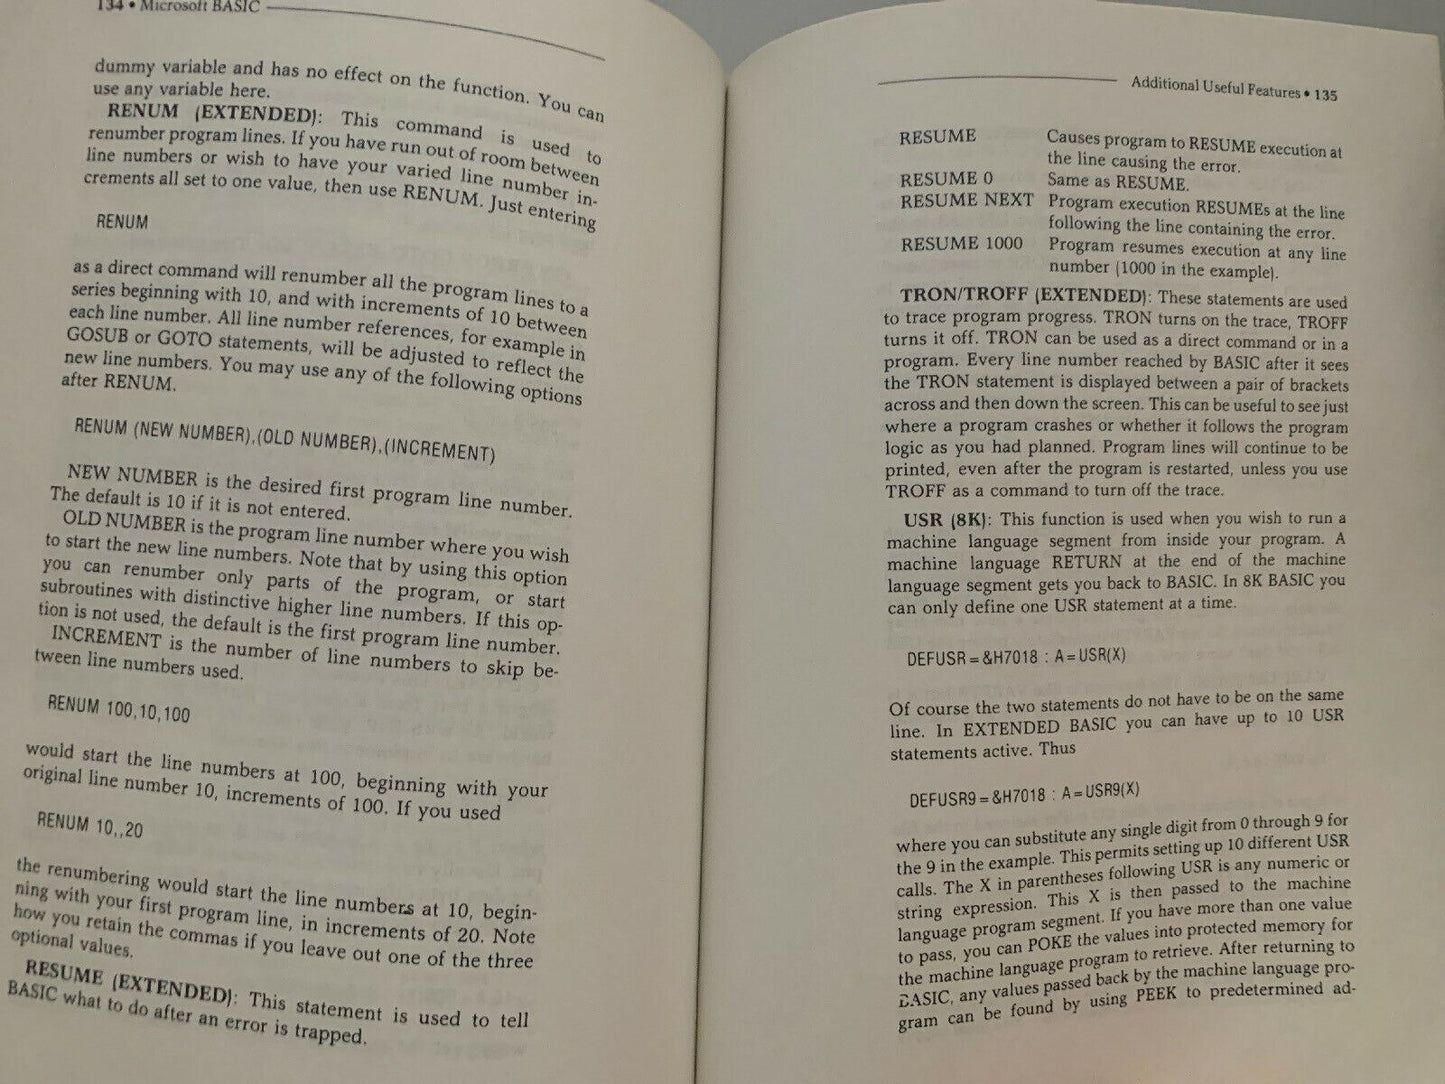 134 • Microsoft BASIC
dummy variable and has no effect on the function. You can
use any variable here.
RENUM (EXTENDED): This command is used to
renumber program lines. If you have run out of room between
line numbers or wish to have your varied line number in-
crements all set to one value, then use RENUM. Just entering
RENUM
as a direct command will renumber all the program lines to a
series beginning with 10, and with increments of 10 between
each line number. All line number references, for example in
GOSUB or GOTO statements, will be adjusted to reflect the
new line numbers. You may use any of the following options
after RENUM.
RENUM (NEW NUMBER),(OLD NUMBER),(INCREMENT)
NEW NUMBER is the desired first program line number.
The default is 10 if it is not entered.
OLD NUMBER is the program line number where you wish
to start the new line numbers. Note that by using this option
you can renumber only parts of the program, or start
subroutines with distinctive higher line numbers. If this op-
tion is not used, the default is the first program line number.
INCREMENT is the number of line numbers to skip be-
tween line numbers used.
RENUM 100,10,100
would start the line numbers at 100, beginning with your
original line number 10, increments of 100. If you used
RENUM 10,,20
the renumbering would start the line numbers at 10, begin-
ning with your first program line, in increments of 20. Note
how you retain the commas if you leave out one of the three
optional values.
RESUME (EXTENDED): This statement is used to tell
BASIC what to do after an error is trapped.
Additional Useful Features • 135
RESUME Causes program to RESUME execution at
the line causing the error.
RESUME 0 Same as RESUME.
RESUME NEXT Program execution RESUMEs at the line
following the line containing the error.
RESUME 1000 Program resumes execution at any line
number (1000 in the example).
TRON/TROFF (EXTENDED): These statements are used
to trace program progress. TRON turns on the trace, TROFF
turns it off. TRON can be used as a direct command or in a
program. Every line number reached by BASIC after it sees
the TRON statement is displayed between a pair of brackets
across and then down the screen. This can be useful to see just
where a program crashes or whether it follows the program
logic as you had planned. Program lines will continue to be
printed, even after the program is restarted, unless you use
TROFF as a command to turn off the trace.
USR (8K): This function is used when you wish to run a
machine language segment from inside your program. A
machine language RETURN at the end of the machine
language segment gets you back to BASIC. In 8K BASIC you
can only define one USR statement at a time.
DEFUSR=&H7018 : A=USR(X)
Of course the two statements do not have to be on the same
line. In EXTENDED BASIC you can have up to 10 USR
statements active. Thus
DEFUSR9=&H7018 : A=USR9(X)
where you can substitute any single digit from 0 through 9 for
the 9 in the example. This permits setting up 10 different USR
calls. The X in parentheses following USR is any numeric or
string expression. This X is then passed to the machine
language program segment. If you have more than one value
to pass, you can POKE the values into protected memory for
the machine language program to retrieve. After returning to
BASIC, any values passed back by the machine language pro-
gram can be found by using PEEK to predetermined ad-